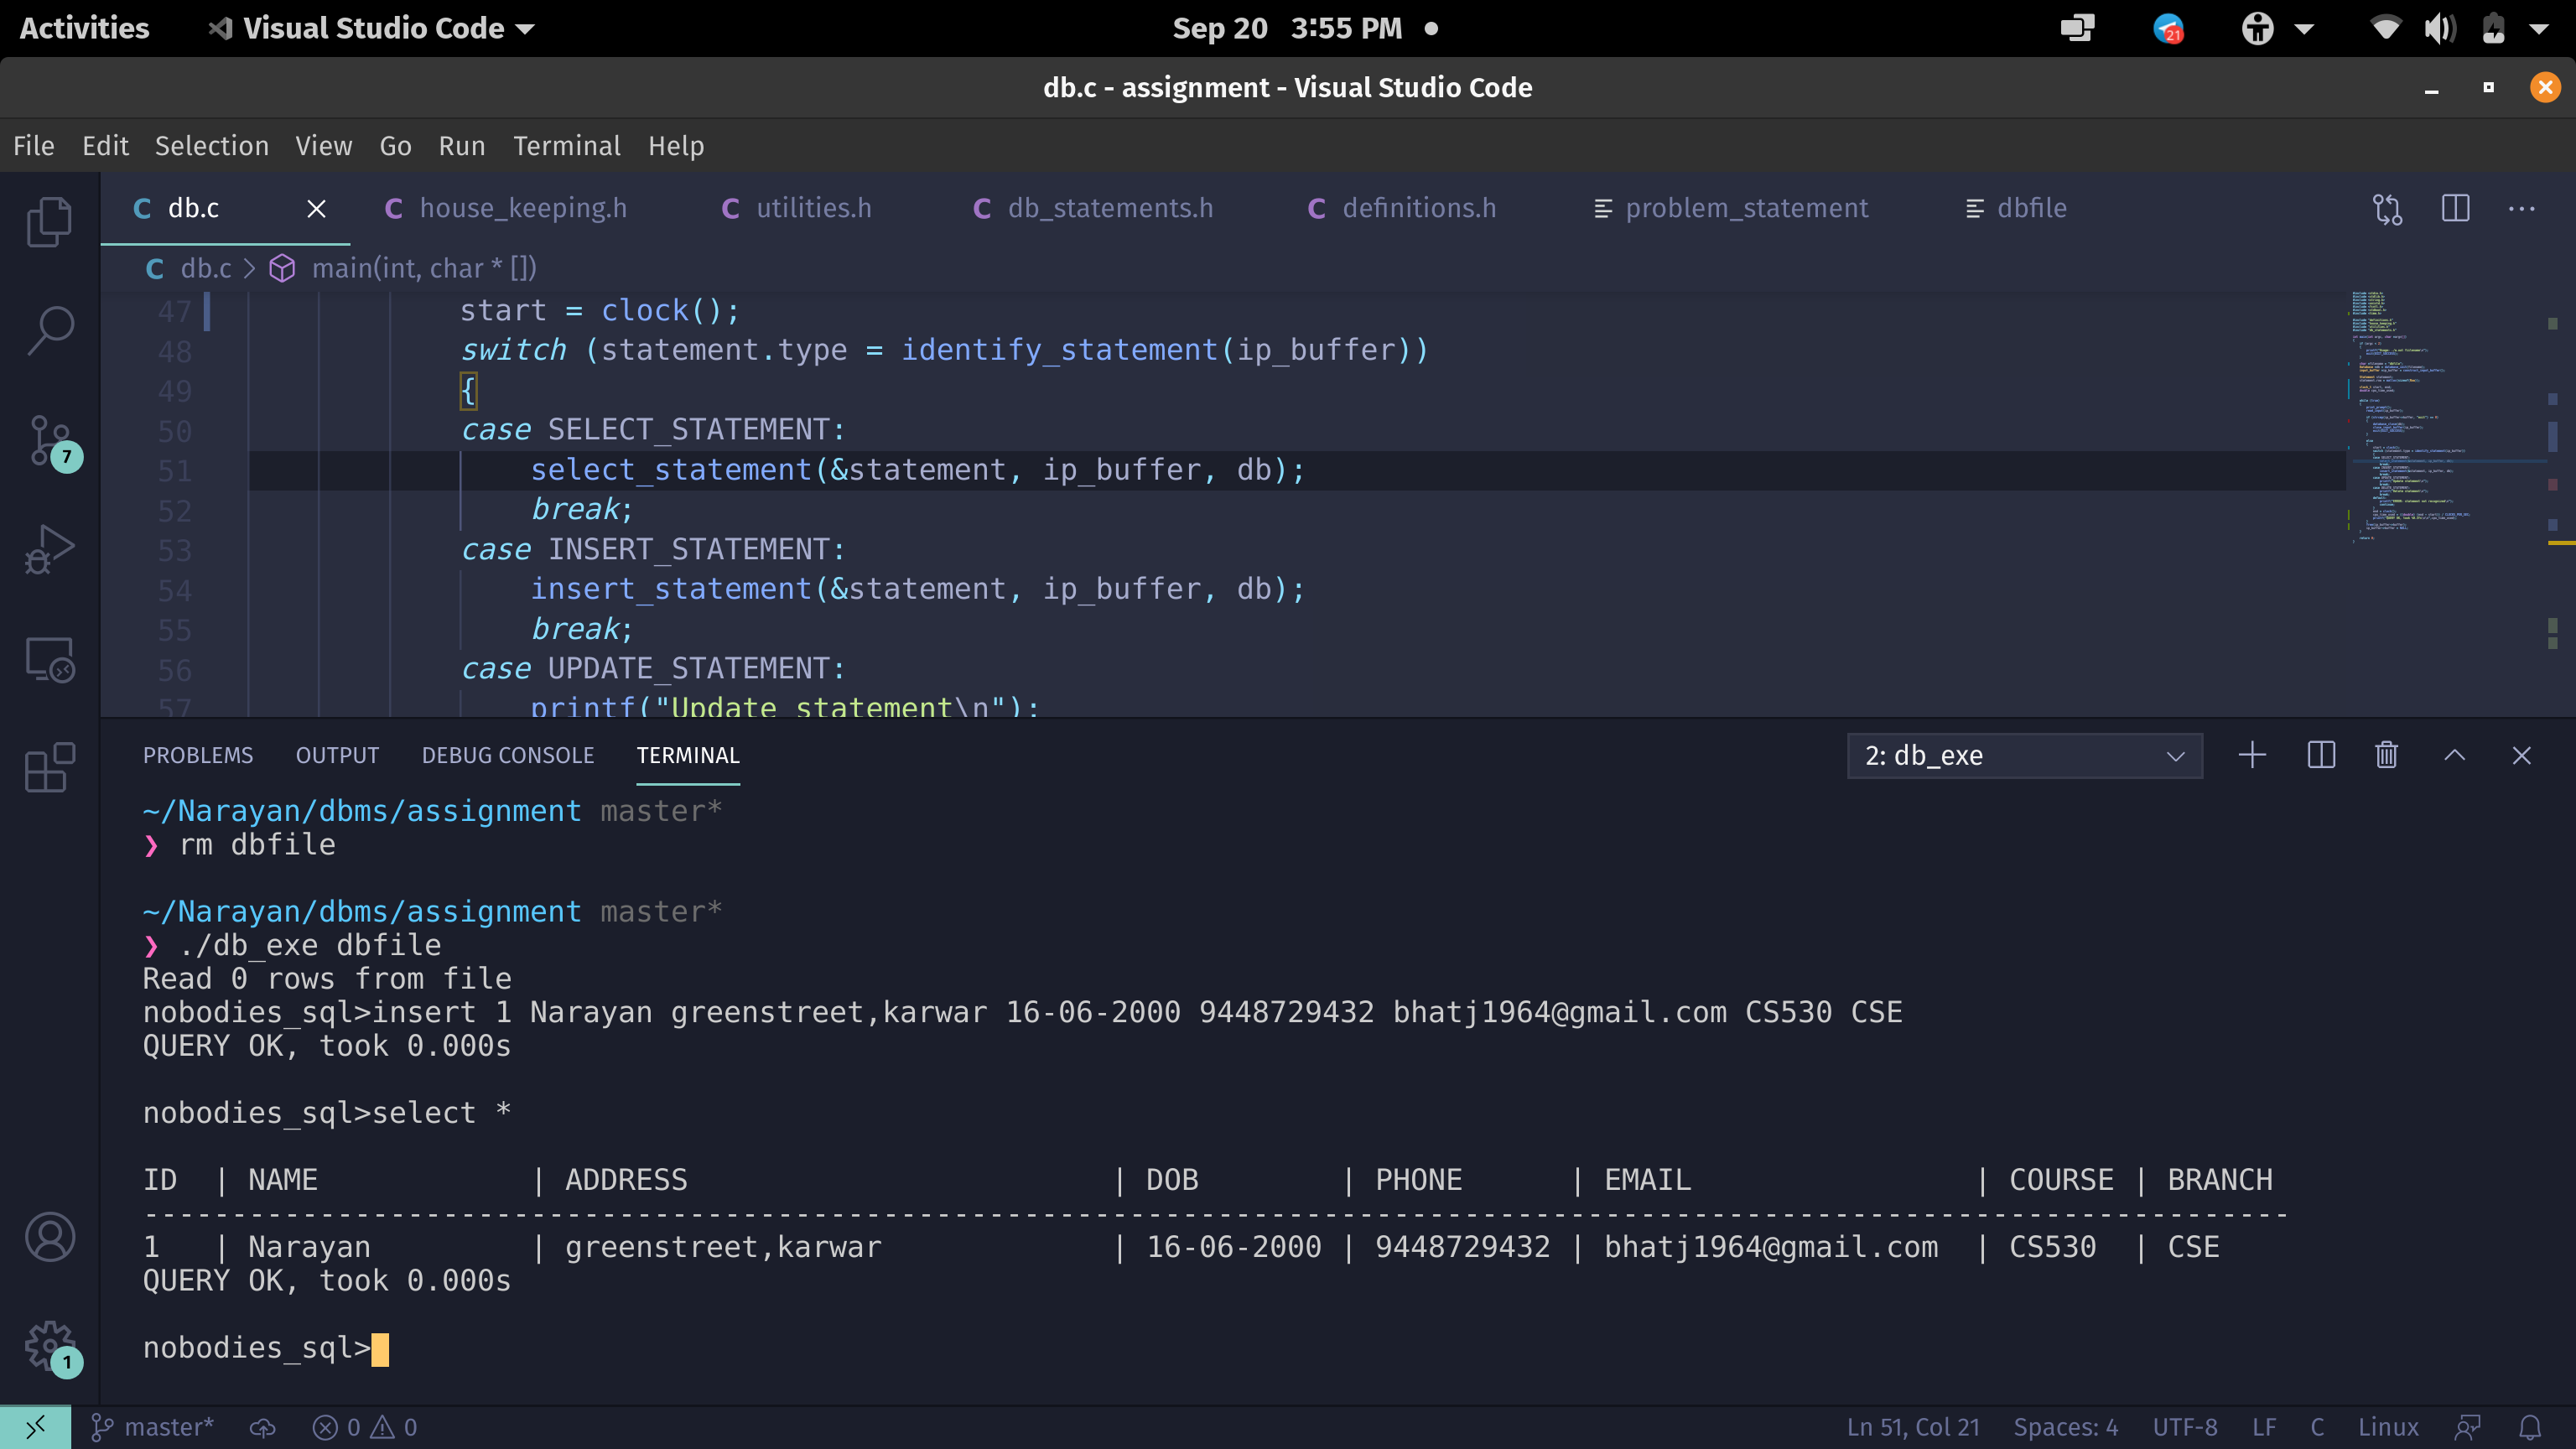 Activities Visual Studio Code Sep 20 3:55 PM 21
db.c - assignment - Visual Studio Code
File Edit Selection View Go Run Terminal Help
C db.c C house_keeping.h C utilities.h C db_statements.h C definitions.h problem_statement dbfile
C db.c > main(int, char * [])
47 start = clock();
48 switch (statement.type = identify_statement(ip_buffer))
49 {
50 case SELECT_STATEMENT:
51 select_statement(&statement, ip_buffer, db);
52 break;
53 case INSERT_STATEMENT:
54 insert_statement(&statement, ip_buffer, db);
55 break;
56 case UPDATE_STATEMENT:
57 printf("Update statement\n");
7
PROBLEMS OUTPUT DEBUG CONSOLE TERMINAL 2: db_exe
~/Narayan/dbms/assignment master*
❯ rm dbfile
~/Narayan/dbms/assignment master*
❯ ./db_exe dbfile
Read 0 rows from file
nobodies_sql>insert 1 Narayan greenstreet,karwar 16-06-2000 9448729432 bhatj1964@gmail.com CS530 CSE
QUERY OK, took 0.000s
nobodies_sql>select *
ID | NAME | ADDRESS | DOB | PHONE | EMAIL | COURSE | BRANCH
--------------------------------------------------------------------------------------------------------------------------
1 | Narayan | greenstreet,karwar | 16-06-2000 | 9448729432 | bhatj1964@gmail.com | CS530 | CSE
QUERY OK, took 0.000s
nobodies_sql>
1
master* 0 0 Ln 51, Col 21 Spaces: 4 UTF-8 LF C Linux